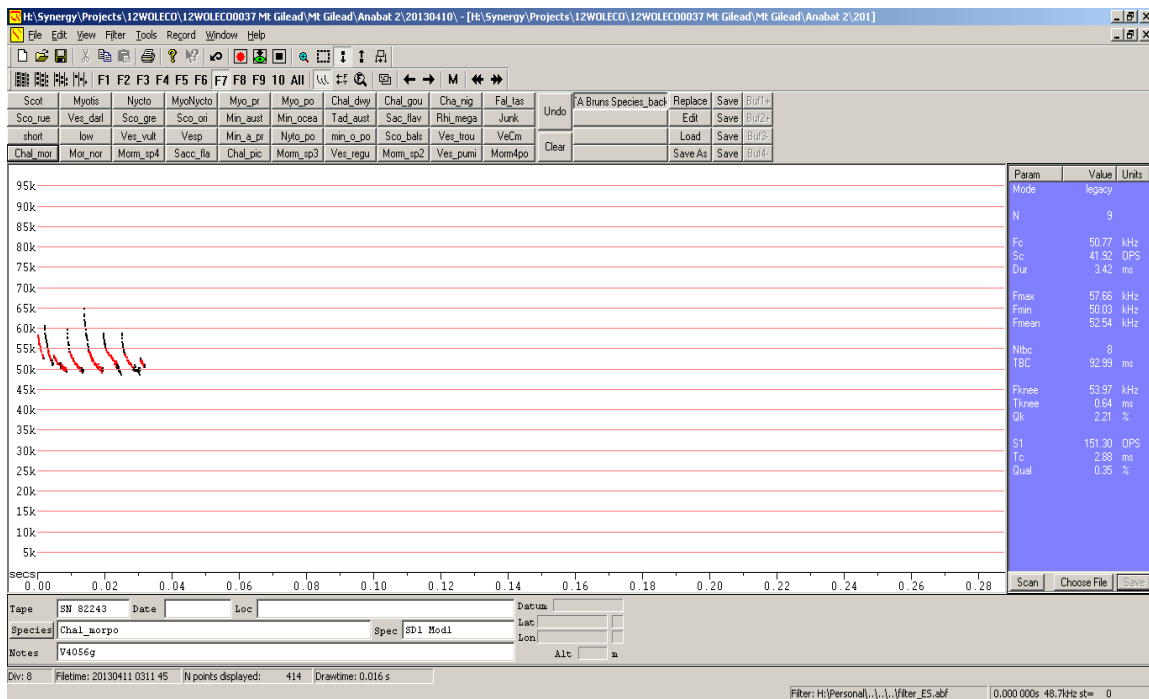 H:\Synergy\Projects\12WOLECO\12WOLECO00037 Mt Gilead\Mt Gilead\Anabat 2\20130410\ - [H:\Synergy\Projects\12WOLECO\12WOLECO00037 Mt Gilead\Mt Gilead\Anabat 2\201]
File Edit View Filter Tools Record Window Help
F1 F2 F3 F4 F5 F6 F7 F8 F9 10 All M
Scot Myotis Nycto MyoNycto Myo_pr Myo_po Chal_dwy Chal_gou Cha_nig Fal_tas Undo TA Bruns Species_back Replace Save Buf1+
Sco_rue Ves_darl Sco_gre Sco_ori Min_aust Min_ocea Tad_aust Sac_flav Rhi_mega Junk Edit Save Buf2+
short low Ves_vult Vesp Min_a_pr Nyto_po min_o_po Sco_bals Ves_trou VeCm Clear Load Save Buf3-
Chal_mor Mor_nor Morm_sp4 Sacc_fla Chal_pic Morm_sp3 Ves_regu Morm_sp2 Ves_pumi Morm4po Save As Save Buf4-
Param Value Units
Mode legacy
N 9
Fc 50.77 kHz
Sc 41.92 OPS
Dur 3.42 ms
Fmax 57.66 kHz
Fmin 50.03 kHz
Fmean 52.54 kHz
Ntbc 8
TBC 92.99 ms
Fknee 53.97 kHz
Tknee 0.64 ms
Qk 2.21 %
S1 151.30 OPS
Tc 2.88 ms
Qual 0.35 %
95k
90k
85k
80k
75k
70k
65k
60k
55k
50k
45k
40k
35k
30k
25k
20k
15k
10k
5k
secs
0.00 0.02 0.04 0.06 0.08 0.10 0.12 0.14 0.16 0.18 0.20 0.22 0.24 0.26 0.28
Scan Choose File Save
Tape SN 82243 Date Loc Datum
Species Chal_morpo Spec SD1 Mod1 Lat
Lon
Notes V4056g Alt m
Div: 8 Filetime: 20130411 0311 45 N points displayed: 414 Drawtime: 0.016 s
Filter: H:\Personal\..\..\..\filter_ES.abf 0.000 000s 48.7kHz st= 0